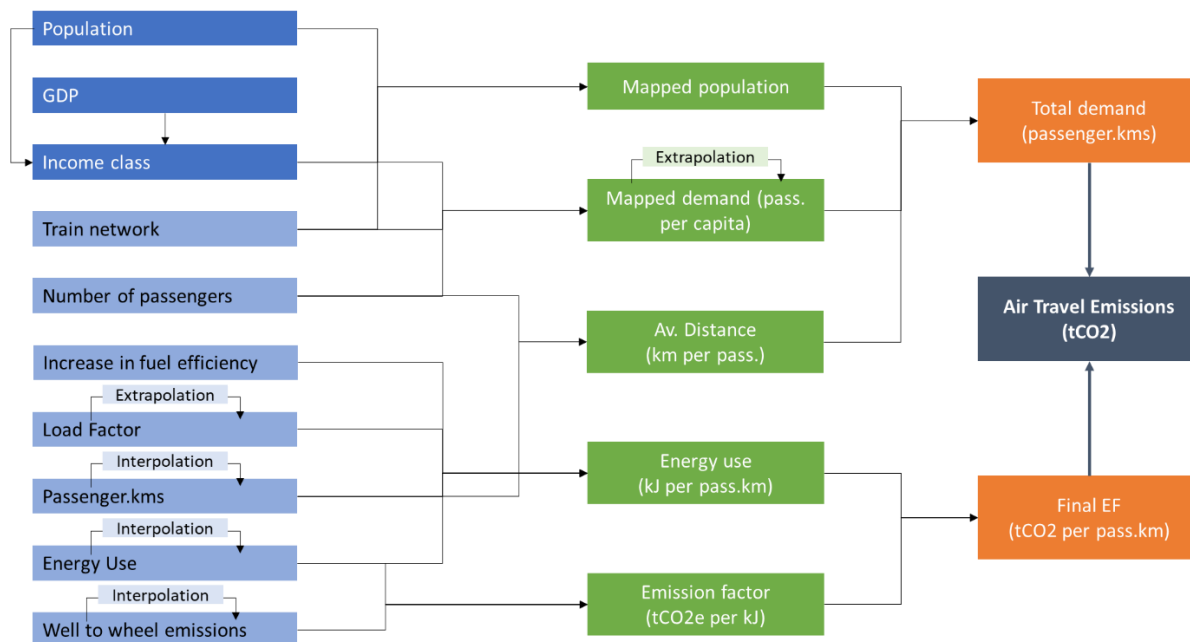 Population
GDP
Income class
Train network
Number of passengers
Increase in fuel efficiency
Extrapolation
Load Factor
Interpolation
Passenger.kms
Interpolation
Energy Use
Interpolation
Well to wheel emissions
Mapped population
Extrapolation
Mapped demand (pass.
per capita)
Av. Distance
(km per pass.)
Energy use
(kJ per pass.km)
Emission factor
(tCO2e per kJ)
Total demand
(passenger.kms)
Air Travel Emissions
(tCO2)
Final EF
(tCO2 per pass.km)